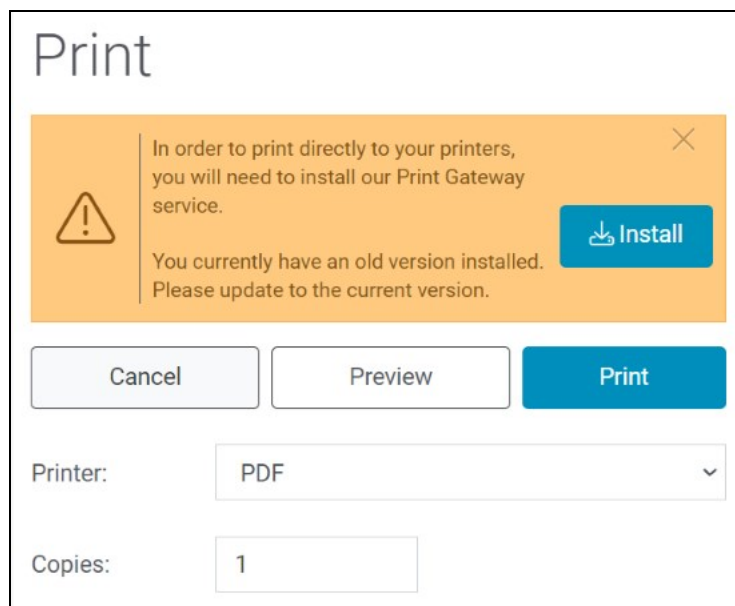 Print
In order to print directly to your printers,
you will need to install our Print Gateway
service.
Install
You currently have an old version installed.
Please update to the current version.
Cancel
Preview
Print
Printer:
PDF
Copies:
1